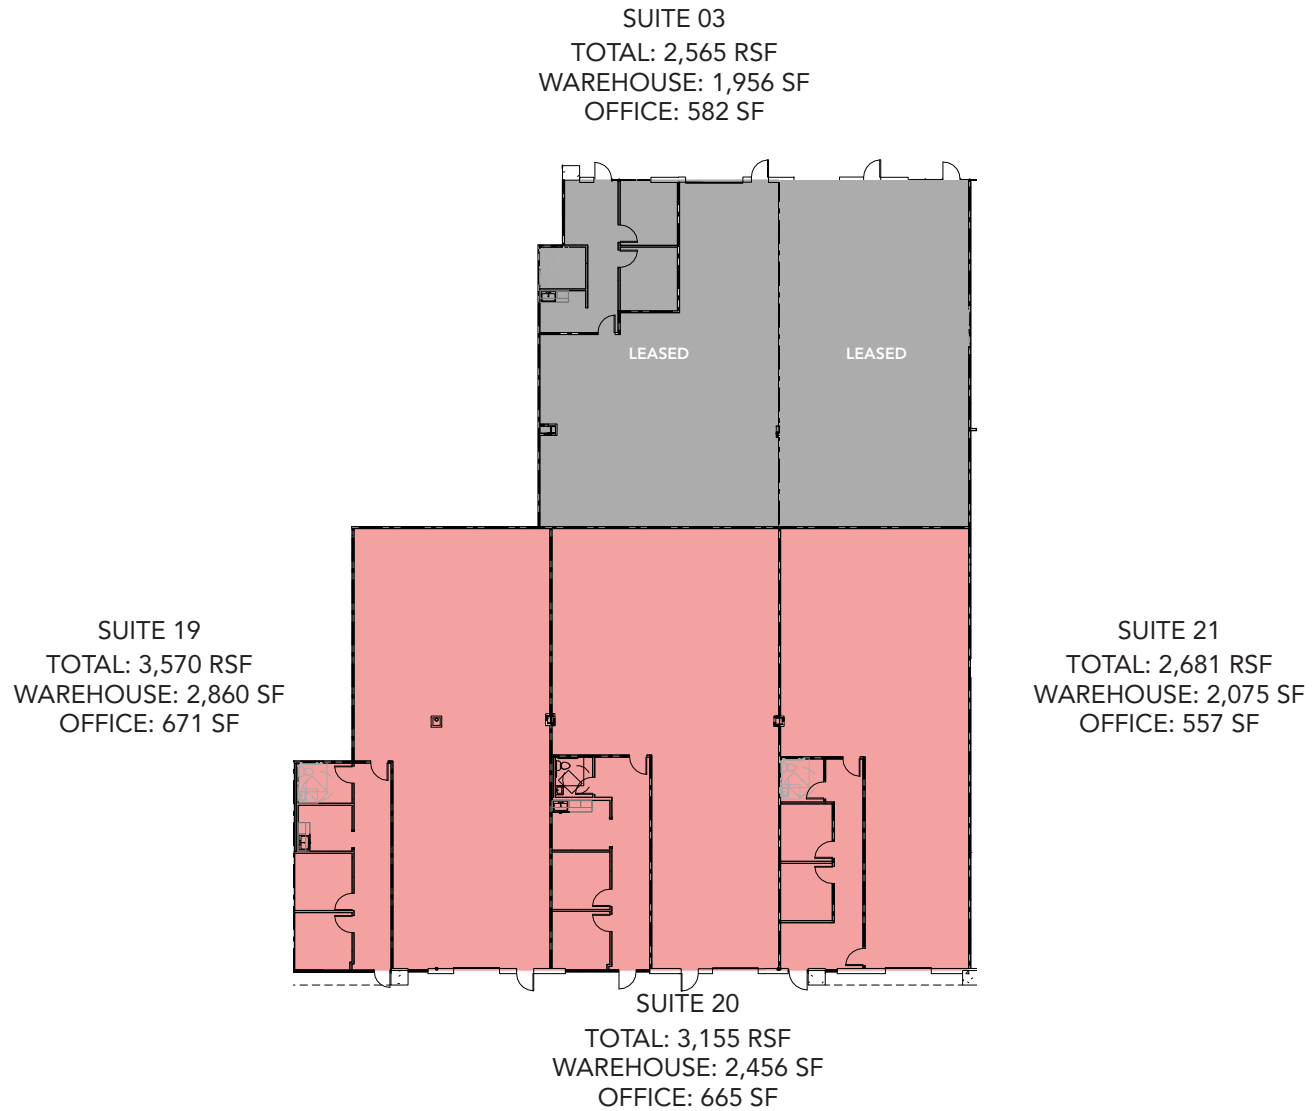 SUITE 03
TOTAL: 2,565 RSF
WAREHOUSE: 1,956 SF
OFFICE: 582 SF
LEASED
LEASED
SUITE 19
TOTAL: 3,570 RSF
WAREHOUSE: 2,860 SF
OFFICE: 671 SF
SUITE 21
TOTAL: 2,681 RSF
WAREHOUSE: 2,075 SF
OFFICE: 557 SF
SUITE 20
TOTAL: 3,155 RSF
WAREHOUSE: 2,456 SF
OFFICE: 665 SF